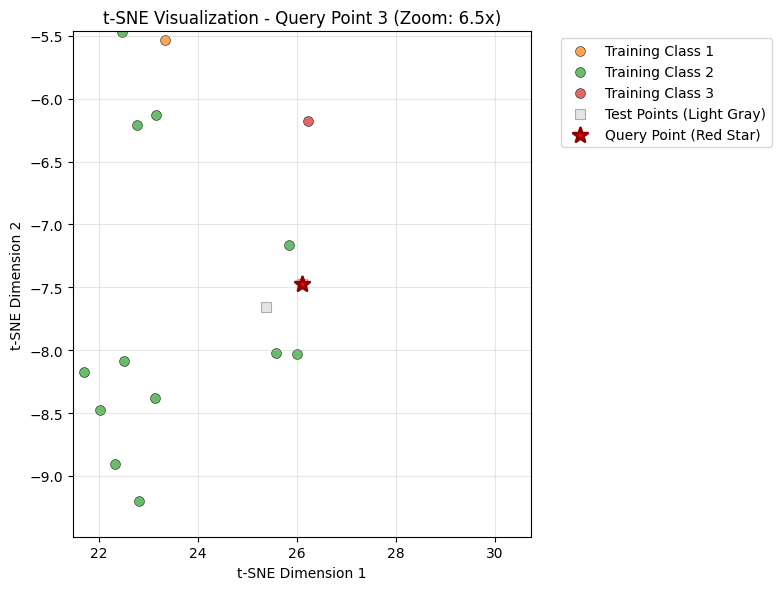 t-SNE Visualization - Query Point 3 (Zoom: 6.5x)
−5.5
−6.0
−6.5
−7.0
−7.5
−8.0
−8.5
−9.0
t-SNE Dimension 2
22
24
26
28
30
t-SNE Dimension 1
Training Class 1
Training Class 2
Training Class 3
Test Points (Light Gray)
Query Point (Red Star)